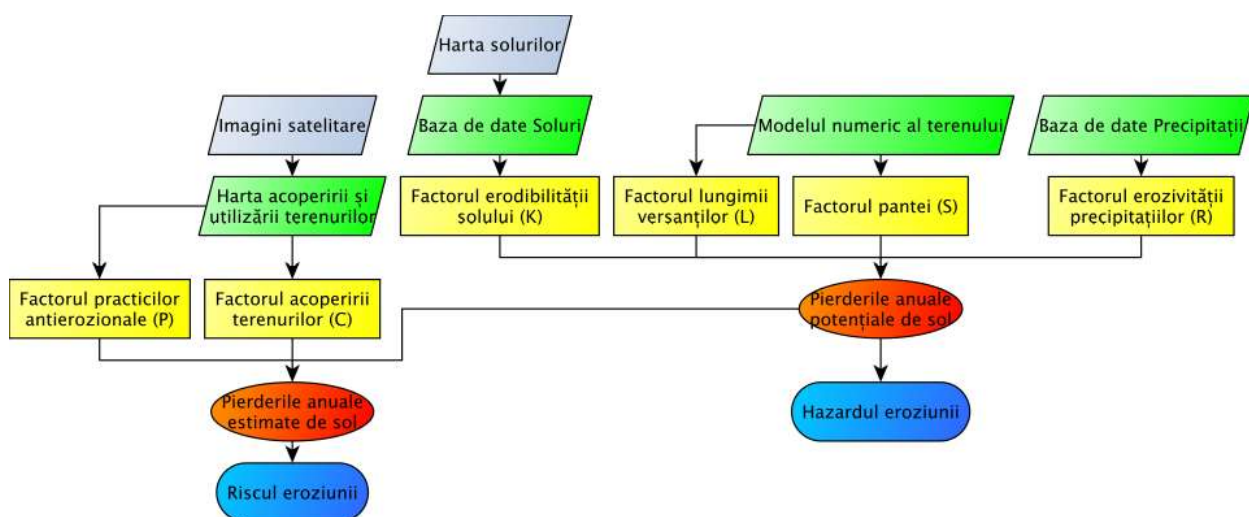 Harta solurilor
Imagini satelitare
Baza de date Soluri
Modelul numeric al terenului
Baza de date Precipitații
Harta acoperirii și
utilizării terenurilor
Factorul erodibilității
solului (K)
Factorul lungimii
versanților (L)
Factorul pantei (S)
Factorul erozivității
precipitațiilor (R)
Factorul practicilor
antierozionale (P)
Factorul acoperirii
terenurilor (C)
Pierderile anuale
potențiale de sol
Pierderile anuale
estimate de sol
Hazardul eroziunii
Riscul eroziunii